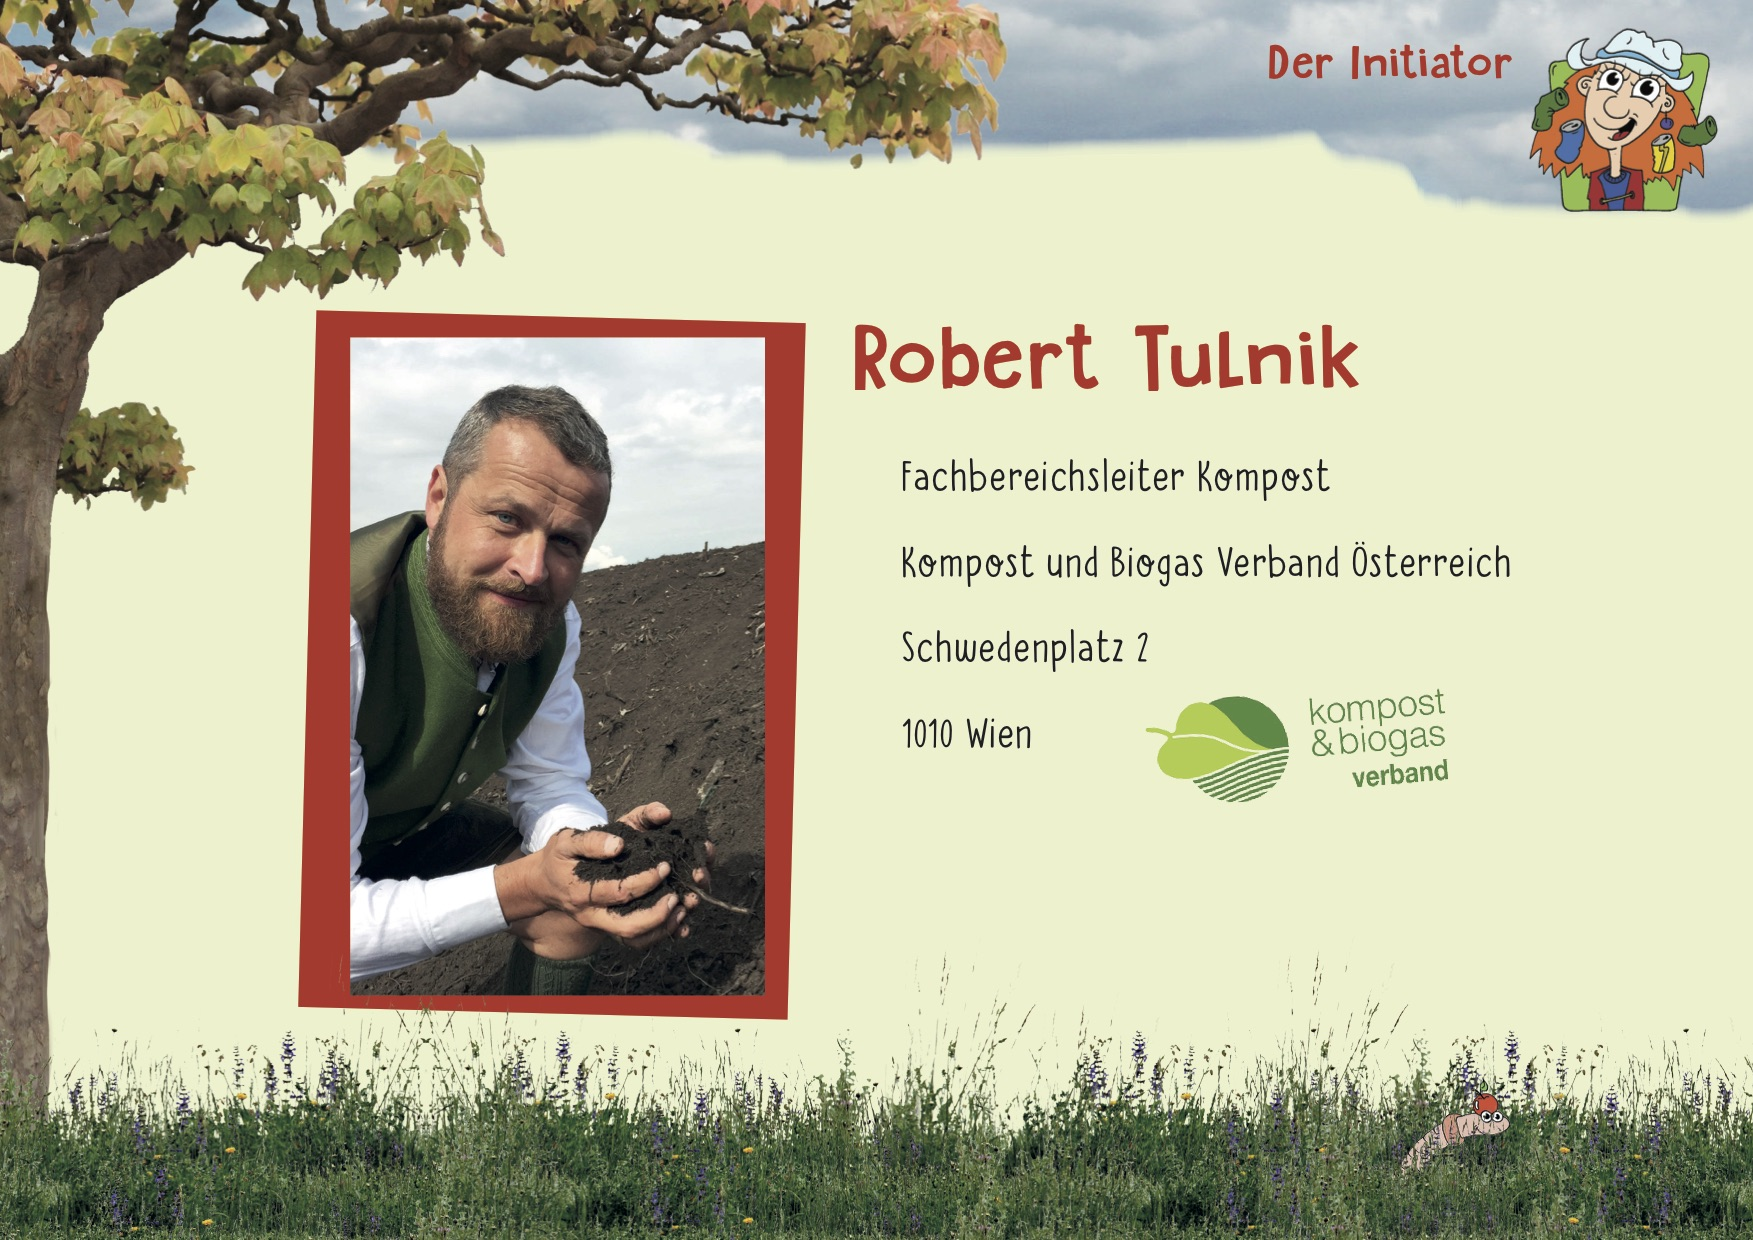 Der Initiator
Robert Tulnik
Fachbereichsleiter Kompost
Kompost und Biogas Verband Österreich
Schwedenplatz 2
1010 Wien
kompost
& biogas
verband